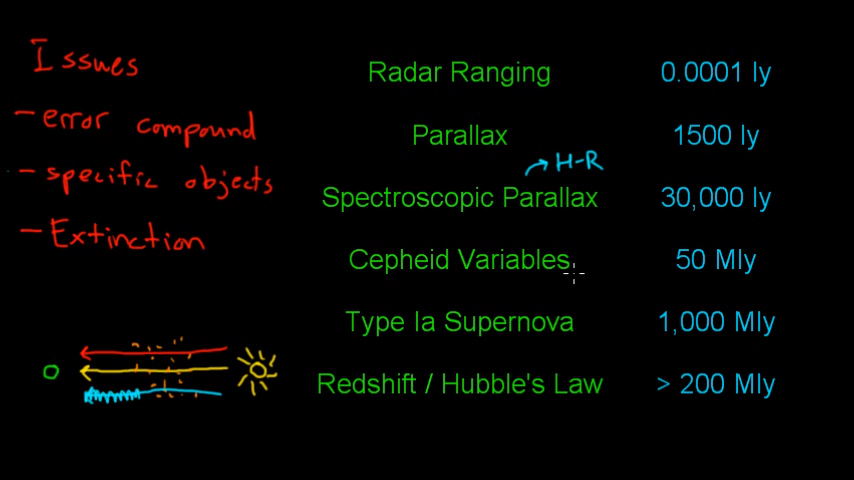 Issues
- error compound
- specific objects
- Extinction
Radar Ranging 0.0001 ly
Parallax 1500 ly
H-R
Spectroscopic Parallax 30,000 ly
Cepheid Variables 50 Mly
Type Ia Supernova 1,000 Mly
Redshift / Hubble's Law > 200 Mly